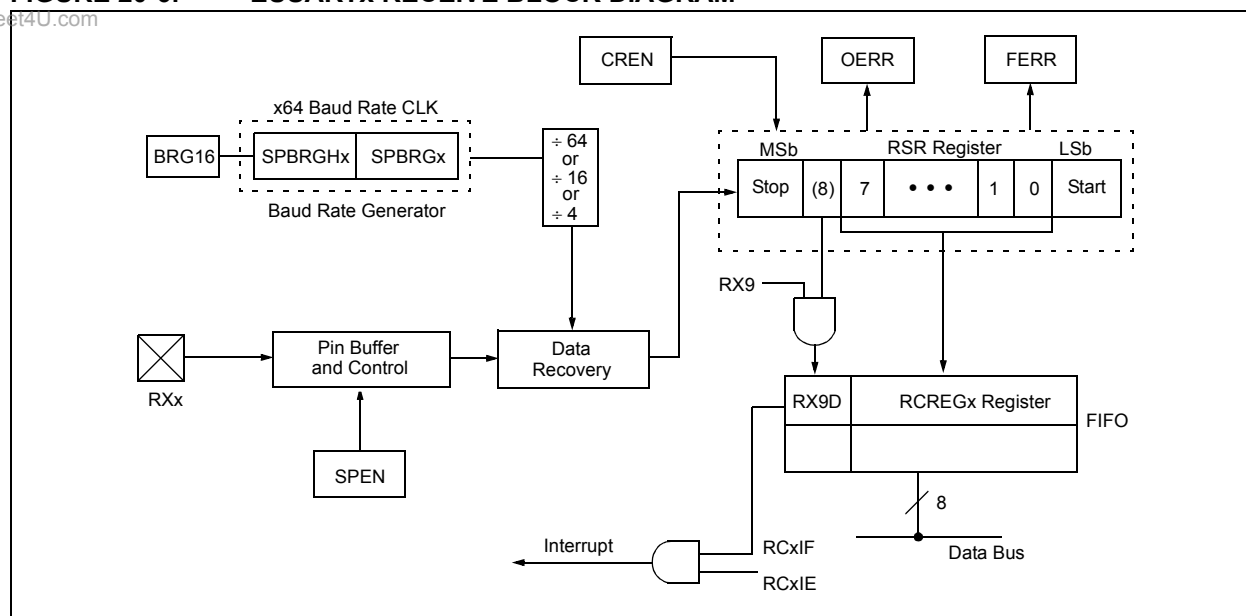 et4U.com
CREN
OERR
FERR
x64 Baud Rate CLK
BRG16
SPBRGHx
SPBRGx
Baud Rate Generator
÷ 64
or
÷ 16
or
÷ 4
MSb
RSR Register
LSb
Stop
(8)
7
• • •
1
0
Start
RX9
RXx
Pin Buffer
and Control
Data
Recovery
SPEN
RX9D
RCREGx Register
FIFO
8
Data Bus
Interrupt
RCxIF
RCxIE